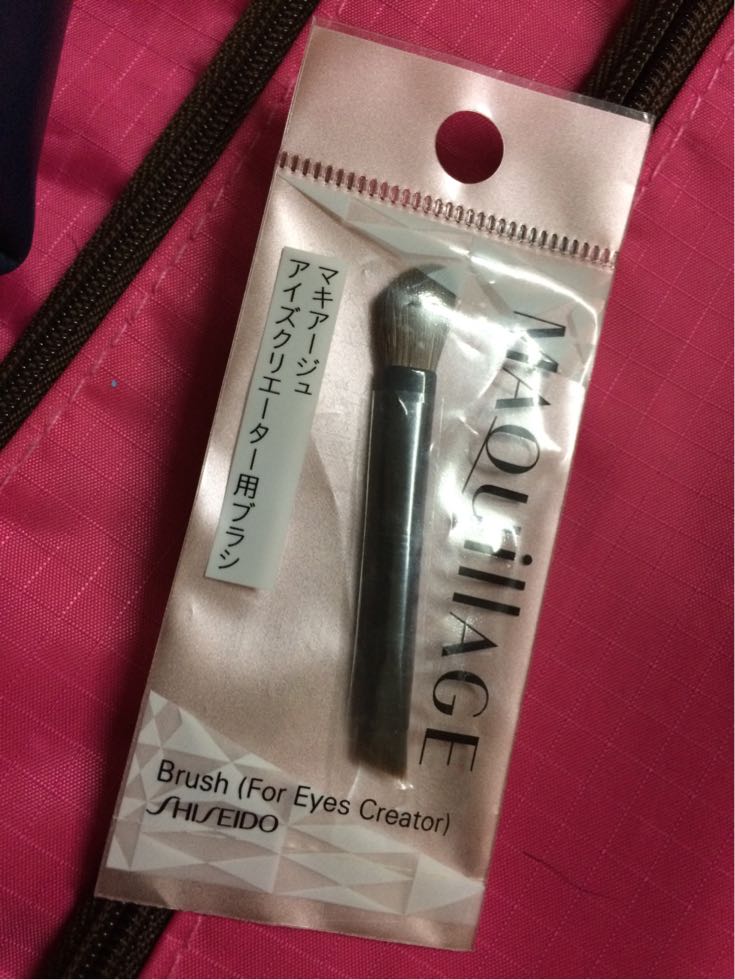 マキアージュ
アイズクリエーター用ブラシ
MAQuillAGE
Brush (For Eyes Creator)
SHISEIDO